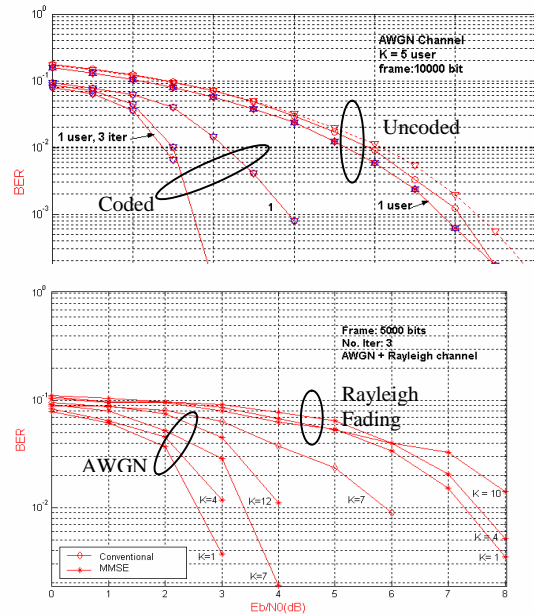 10^0
AWGN Channel
K = 5 user
frame:10000 bit
10^-1
Uncoded
1 user, 3 iter
10^-2
BER
Coded
1
1 user
10^-3
10^0
Frame: 5000 bits
No. Iter: 3
AWGN + Rayleigh channel
Rayleigh
Fading
10^-1
BER
AWGN
K=4
K=12
K=7
K = 10
10^-2
K = 4
K=1
K=7
K = 1
Conventional
MMSE
0 1 2 3 4 5 6 7 8
Eb/N0(dB)